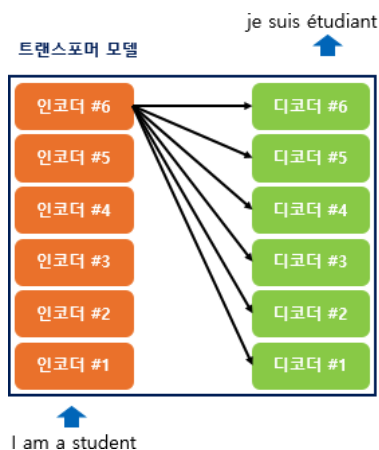 je suis étudiant
트랜스포머 모델
인코더 #6
디코더 #6
인코더 #5
디코더 #5
인코더 #4
디코더 #4
인코더 #3
디코더 #3
인코더 #2
디코더 #2
인코더 #1
디코더 #1
I am a student